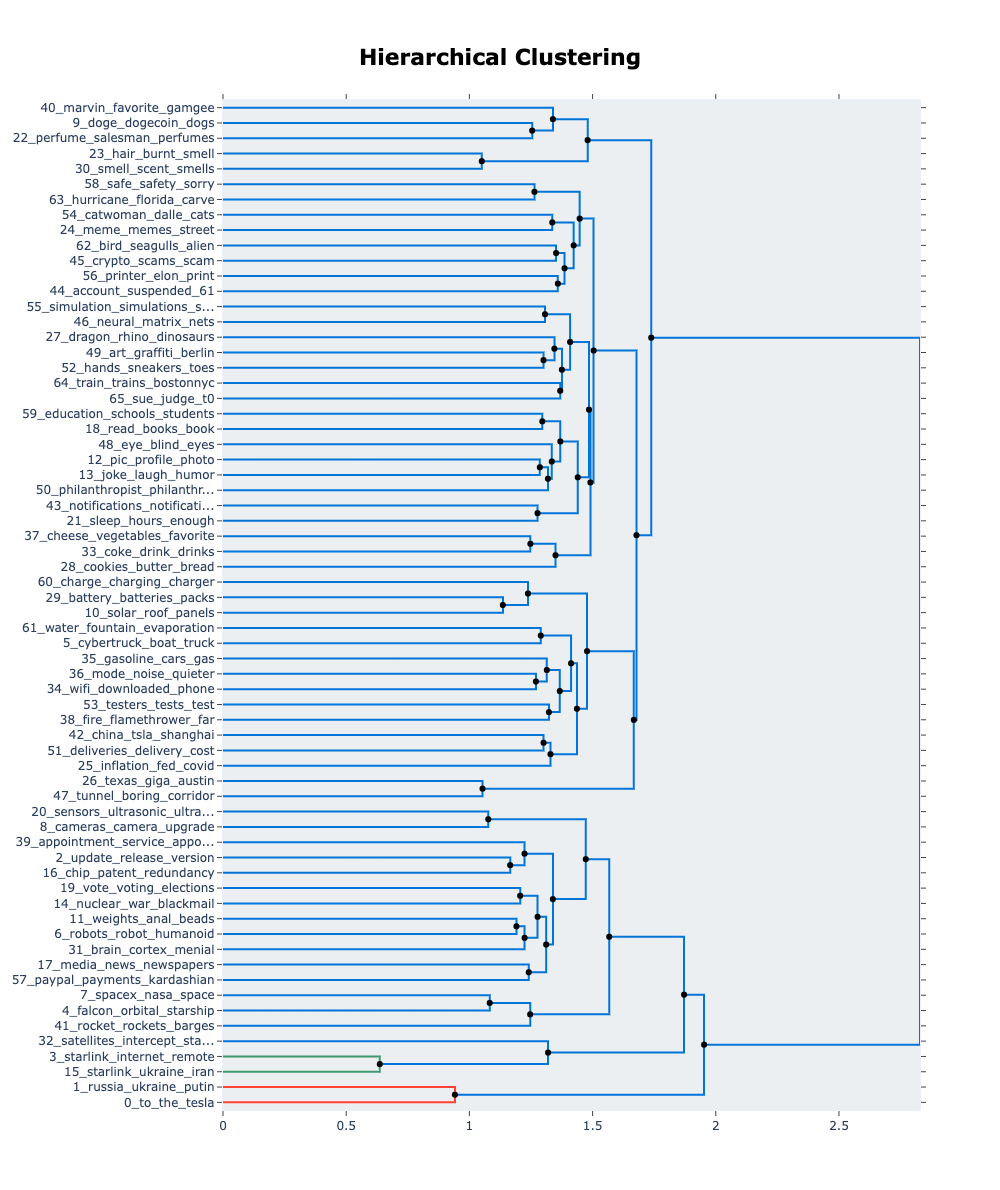 Hierarchical Clustering
40_marvin_favorite_gamgee
9_doge_dogecoin_dogs
22_perfume_salesman_perfumes
23_hair_burnt_smell
30_smell_scent_smells
58_safe_safety_sorry
63_hurricane_florida_carve
54_catwoman_dalle_cats
24_meme_memes_street
62_bird_seagulls_alien
45_crypto_scams_scam
56_printer_elon_print
44_account_suspended_61
55_simulation_simulations_s...
46_neural_matrix_nets
27_dragon_rhino_dinosaurs
49_art_graffiti_berlin
52_hands_sneakers_toes
64_train_trains_bostonnyc
65_sue_judge_t0
59_education_schools_students
18_read_books_book
48_eye_blind_eyes
12_pic_profile_photo
13_joke_laugh_humor
50_philanthropist_philanthr...
43_notifications_notificati...
21_sleep_hours_enough
37_cheese_vegetables_favorite
33_coke_drink_drinks
28_cookies_butter_bread
60_charge_charging_charger
29_battery_batteries_packs
10_solar_roof_panels
61_water_fountain_evaporation
5_cybertruck_boat_truck
35_gasoline_cars_gas
36_mode_noise_quieter
34_wifi_downloaded_phone
53_testers_tests_test
38_fire_flamethrower_far
42_china_tsla_shanghai
51_deliveries_delivery_cost
25_inflation_fed_covid
26_texas_giga_austin
47_tunnel_boring_corridor
20_sensors_ultrasonic_ultra...
8_cameras_camera_upgrade
39_appointment_service_appo...
2_update_release_version
16_chip_patent_redundancy
19_vote_voting_elections
14_nuclear_war_blackmail
11_weights_anal_beads
6_robots_robot_humanoid
31_brain_cortex_menial
17_media_news_newspapers
57_paypal_payments_kardashian
7_spacex_nasa_space
4_falcon_orbital_starship
41_rocket_rockets_barges
32_satellites_intercept_sta...
3_starlink_internet_remote
15_starlink_ukraine_iran
1_russia_ukraine_putin
0_to_the_tesla
0 0.5 1 1.5 2 2.5